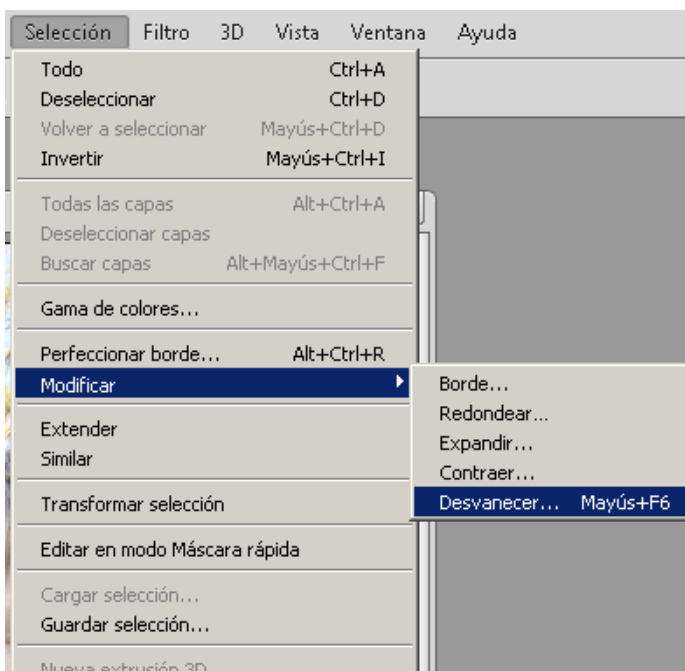 Selección Filtro 3D Vista Ventana Ayuda
Todo Ctrl+A
Deseleccionar Ctrl+D
Volver a seleccionar Mayús+Ctrl+D
Invertir Mayús+Ctrl+I
Todas las capas Alt+Ctrl+A
Deseleccionar capas
Buscar capas Alt+Mayús+Ctrl+F
Gama de colores...
Perfeccionar borde... Alt+Ctrl+R
Modificar
Extender
Similar
Transformar selección
Editar en modo Máscara rápida
Cargar selección...
Guardar selección...
Nueva extrusión 3D
Borde...
Redondear...
Expandir...
Contraer...
Desvanecer... Mayús+F6